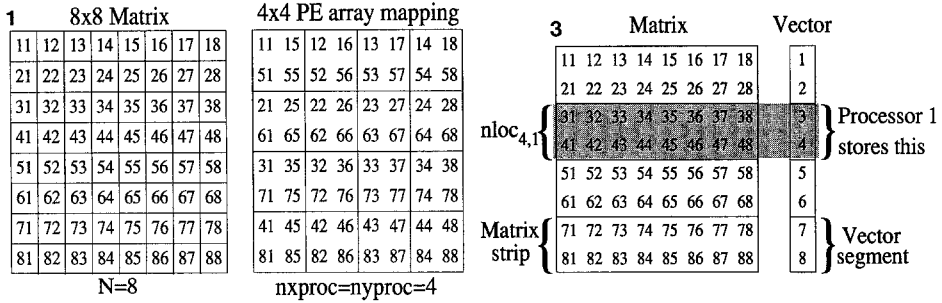 1
8x8 Matrix
11 12 13 14 15 16 17 18
21 22 23 24 25 26 27 28
31 32 33 34 35 36 37 38
41 42 43 44 45 46 47 48
51 52 53 54 55 56 57 58
61 62 63 64 65 66 67 68
71 72 73 74 75 76 77 78
81 82 83 84 85 86 87 88
N=8
4x4 PE array mapping
11 15 12 16 13 17 14 18
51 55 52 56 53 57 54 58
21 25 22 26 23 27 24 28
61 65 62 66 63 67 64 68
31 35 32 36 33 37 34 38
71 75 72 76 73 77 74 78
41 45 42 46 43 47 44 48
81 85 82 86 83 87 84 88
nxproc=nyproc=4
3
Matrix
Vector
11 12 13 14 15 16 17 18
1
21 22 23 24 25 26 27 28
2
nloc4,1
31 32 33 34 35 36 37 38
3
41 42 43 44 45 46 47 48
4
Processor 1
stores this
51 52 53 54 55 56 57 58
5
61 62 63 64 65 66 67 68
6
Matrix
strip
71 72 73 74 75 76 77 78
7
81 82 83 84 85 86 87 88
8
Vector
segment